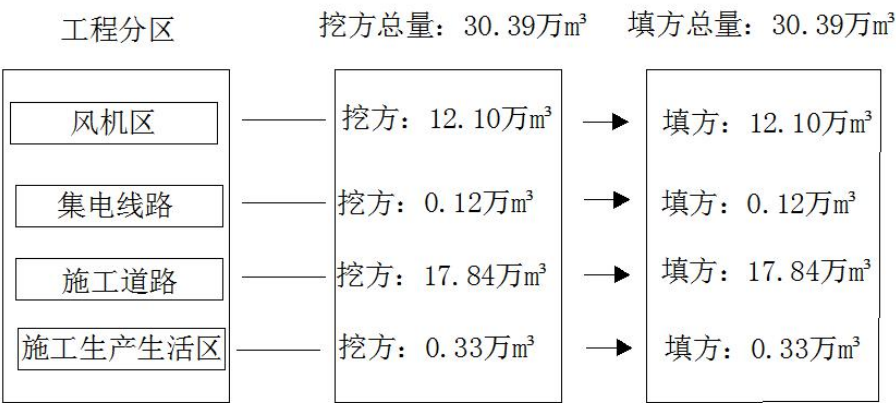 工程分区 挖方总量：30.39万m³ 填方总量：30.39万m³
风机区 挖方：12.10万m³ 填方：12.10万m³
集电线路 挖方：0.12万m³ 填方：0.12万m³
施工道路 挖方：17.84万m³ 填方：17.84万m³
施工生产生活区 挖方：0.33万m³ 填方：0.33万m³